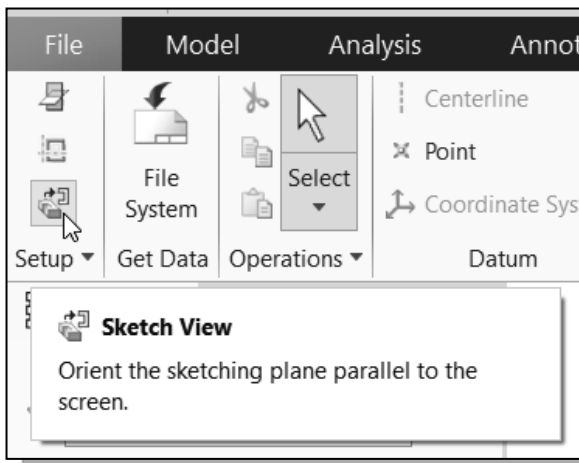 File Model Analysis Annot
Centerline
Point
File
System
Select
Coordinate Sys
Setup Get Data Operations Datum
Sketch View
Orient the sketching plane parallel to the
screen.